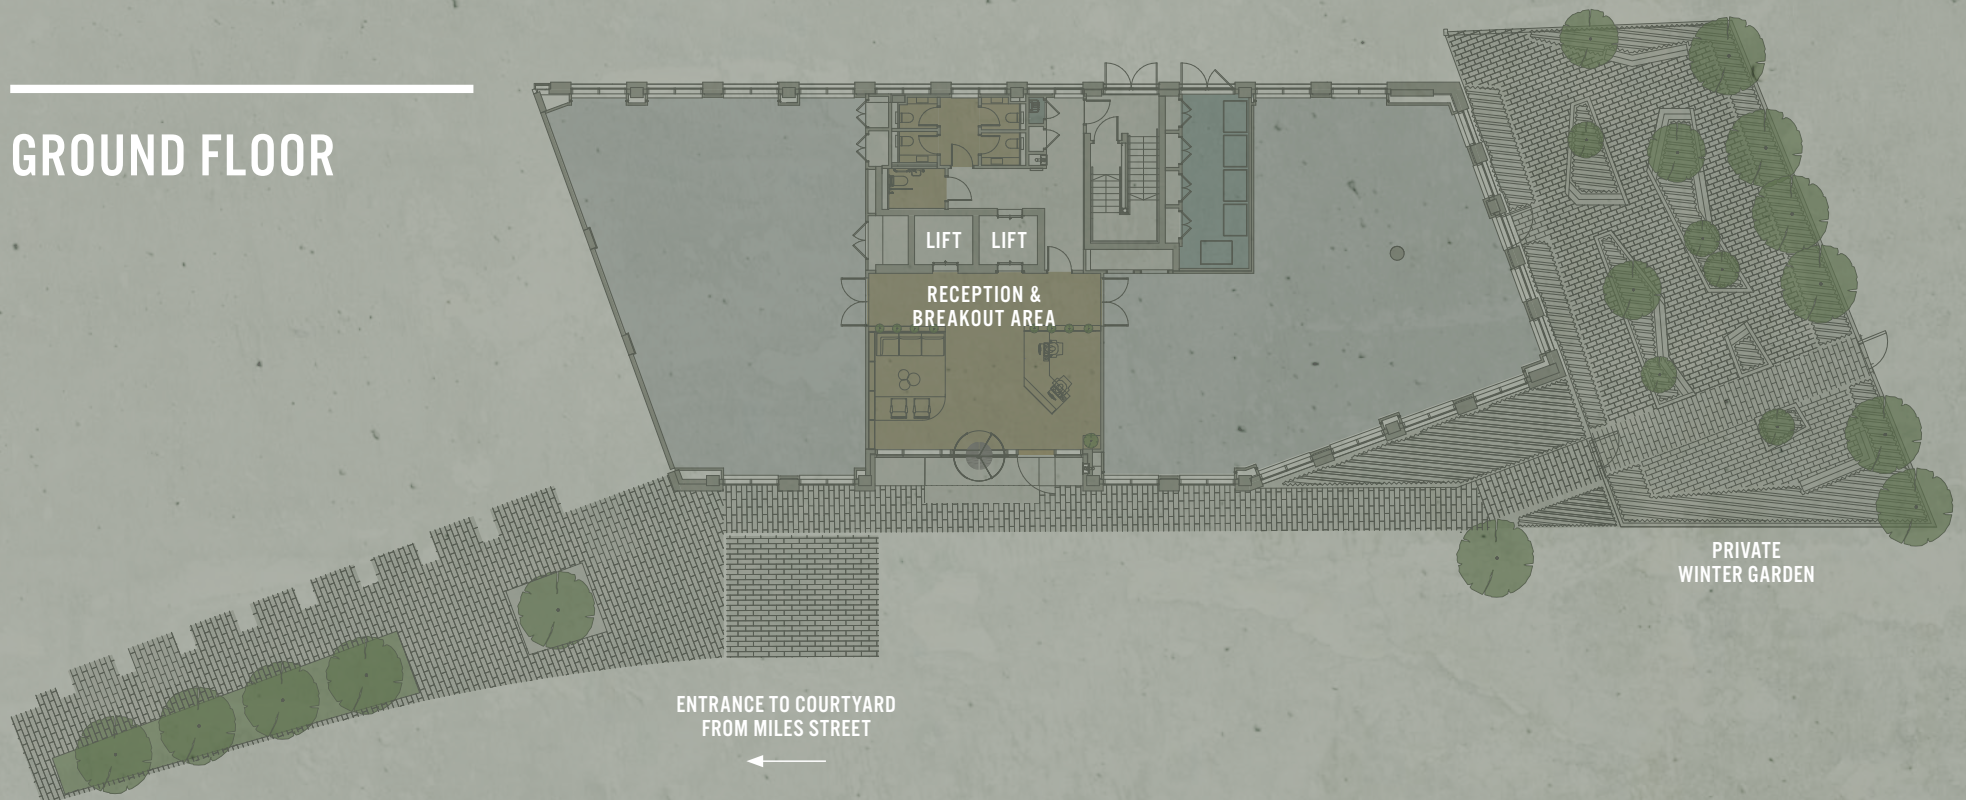 GROUND FLOOR
LIFT LIFT
RECEPTION &
BREAKOUT AREA
PRIVATE
WINTER GARDEN
ENTRANCE TO COURTYARD
FROM MILES STREET